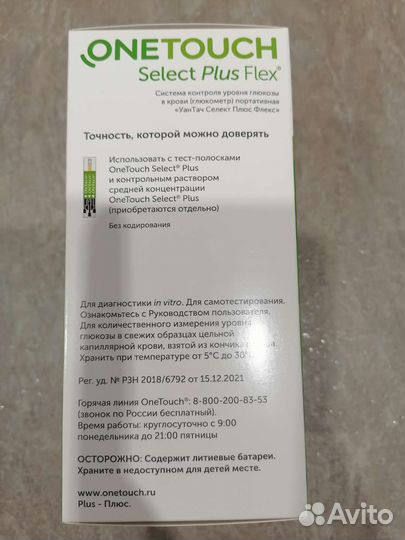 ONETOUCH
Select Plus Flex®
Система контроля уровня глюкозы
в крови (глюкометр) портативная
«УанТач Селект Плюс Флекс»
Точность, которой можно доверять
Использовать с тест-полосками
OneTouch Select® Plus
и контрольным раствором
средней концентрации
OneTouch Select® Plus
(приобретаются отдельно)
Без кодирования
Для диагностики in vitro. Для самотестирования.
Ознакомьтесь с Руководством пользователя.
Для количественного измерения уровня
глюкозы в свежих образцах цельной
капиллярной крови, взятой из кончика
Хранить при температуре от 5°C до 30°C.
Рег. уд. № РЗН 2018/6792 от 15.12.2021
Горячая линия OneTouch®: 8-800-200-83-53
(звонок по России бесплатный).
Время работы: круглосуточно с 9:00
понедельника до 21:00 пятницы
ОСТОРОЖНО: Содержит литиевые батареи.
Храните в недоступном для детей месте.
www.onetouch.ru
Plus - Плюс.
Avito